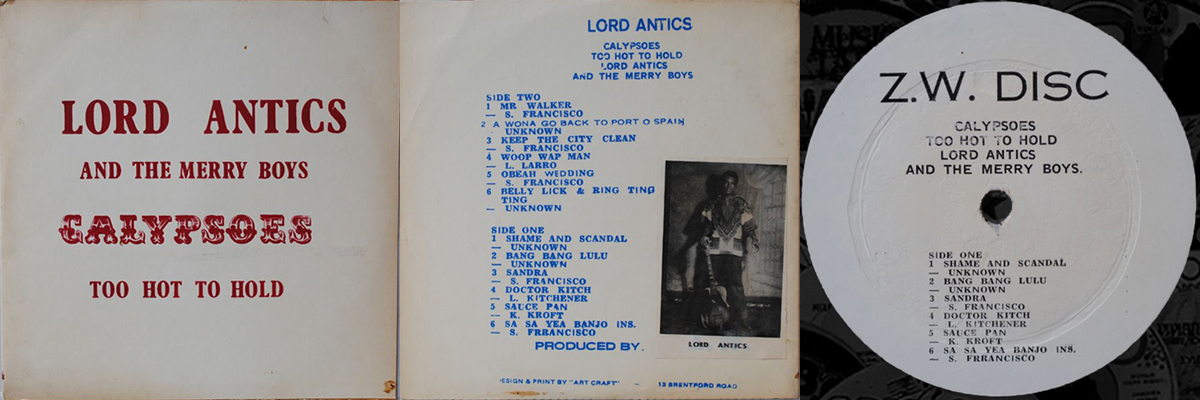 LORD ANTICS
AND THE MERRY BOYS
CALYPSOES
TOO HOT TO HOLD
LORD ANTICS
CALYPSOES
TOO HOT TO HOLD
LORD ANTICS
AND THE MERRY BOYS
SIDE TWO
1 MR WALKER
— S. FRANCISCO
2 A WONA GO BACK TO PORT O SPAIN
UNKNOWN
3 KEEP THE CITY CLEAN
— S. FRANCISCO
4 WOOP WAP MAN
— L. LARRO
5 OBEAH WEDDING
— S. FRANCISCO
6 BELLY LICK & RING TING
TING
— UNKNOWN
SIDE ONE
1 SHAME AND SCANDAL
— UNKNOWN
2 BANG BANG LULU
— UNKNOWN
3 SANDRA
— S. FRANCISCO
4 DOCTOR KITCH
— L. KITCHENER
5 SAUCE PAN
— K. KROFT
6 SA SA YEA BANJO INS.
— S. FRRANCISCO
PRODUCED BY.
LORD ANTICS
DESIGN & PRINT BY "ART CRAFT" - 13 BRENTFORD ROAD
Z.W. DISC
CALYPSOES
TOO HOT TO HOLD
LORD ANTICS
AND THE MERRY BOYS.
SIDE ONE
1 SHAME AND SCANDAL
— UNKNOWN
2 BANG BANG LULU
— UNKNOWN
3 SANDRA
— S. FRANCISCO
4 DOCTOR KITCH
— L. KITCHENER
5 SAUCE PAN
— K. KROFT
6 SA SA YEA BANJO INS.
— S. FRRANCISCO